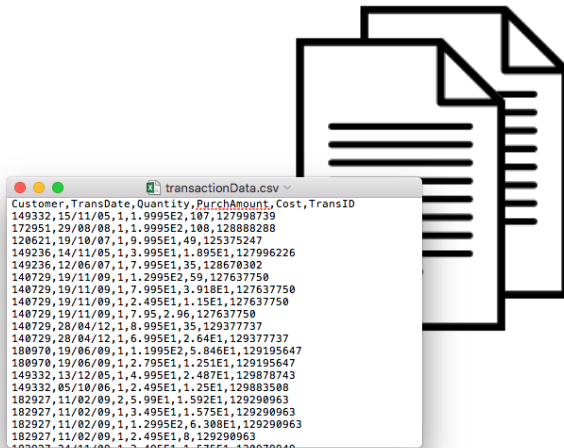 transactionData.csv
Customer,TransDate,Quantity,PurchAmount,Cost,TransID
149332,15/11/05,1,1.9995E2,107,127998739
172951,29/08/08,1,1.9995E2,108,128888288
120621,19/10/07,1,9.995E1,49,125375247
149236,14/11/05,1,3.995E1,1.895E1,127996226
149236,12/06/07,1,7.995E1,35,128670302
140729,19/11/09,1,1.2995E2,59,127637750
140729,19/11/09,1,7.995E1,3.918E1,127637750
140729,19/11/09,1,2.495E1,1.15E1,127637750
140729,19/11/09,1,7.95,2.96,127637750
140729,28/04/12,1,8.995E1,35,129377737
140729,28/04/12,1,6.995E1,2.64E1,129377737
180970,19/06/09,1,1.1995E2,5.846E1,129195647
180970,19/06/09,1,2.795E1,1.251E1,129195647
149332,13/12/05,1,4.995E1,2.487E1,129878743
149332,05/10/06,1,2.495E1,1.25E1,129883508
182927,11/02/09,2,5.99E1,1.592E1,129290963
182927,11/02/09,1,3.495E1,1.575E1,129290963
182927,11/02/09,1,1.2995E2,6.308E1,129290963
182927,11/02/09,1,2.495E1,8,129290963